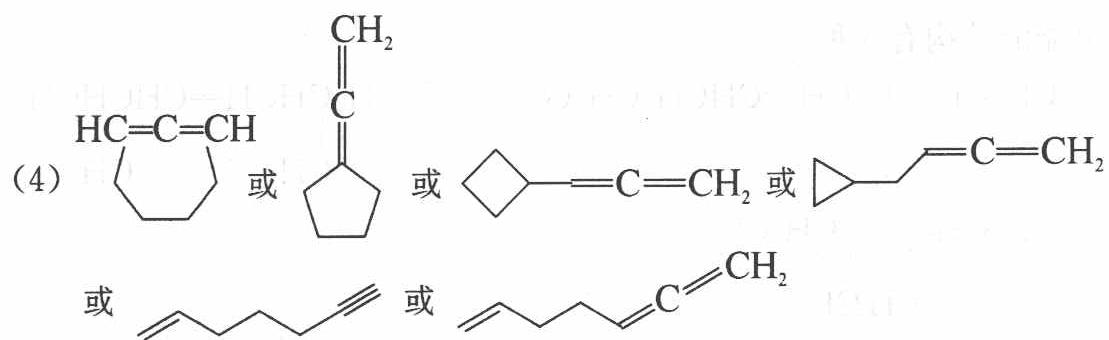 CH₂
C
HC=C=CH
(4) 或 或 =C=CH₂ 或 =C=CH₂
或 或 C CH₂